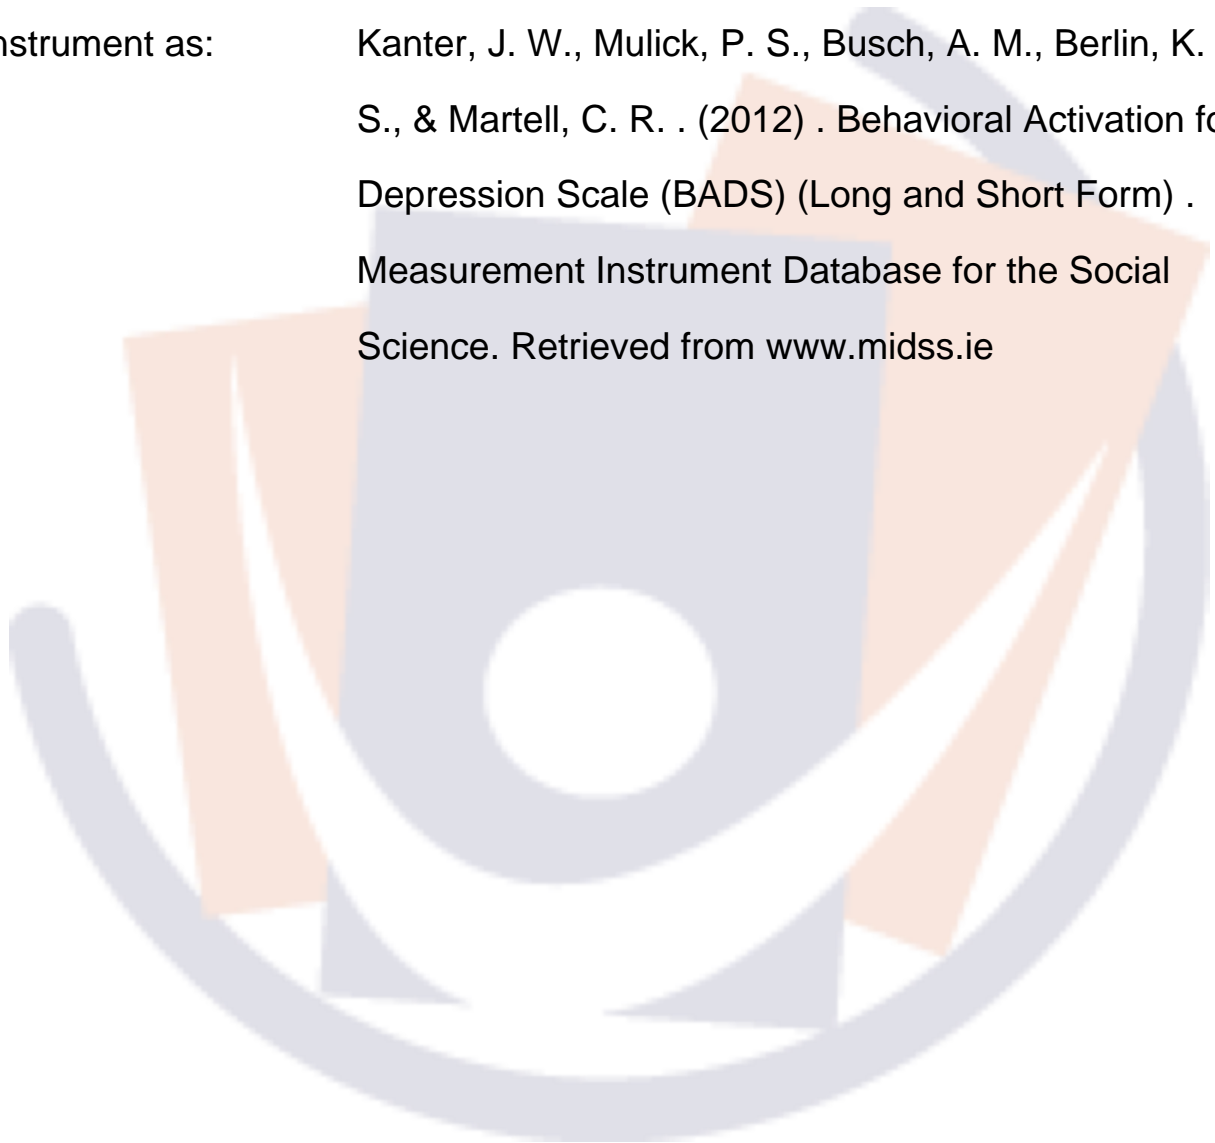 nstrument as: Kanter, J. W., Mulick, P. S., Busch, A. M., Berlin, K.
S., & Martell, C. R. . (2012) . Behavioral Activation fo
Depression Scale (BADS) (Long and Short Form) .
Measurement Instrument Database for the Social
Science. Retrieved from www.midss.ie